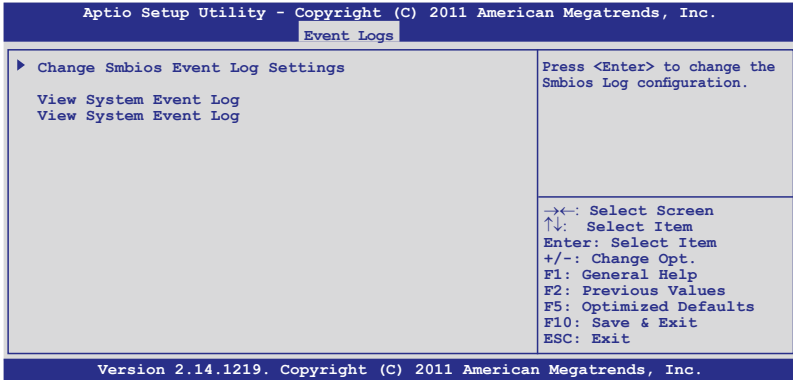 Aptio Setup Utility - Copyright (C) 2011 American Megatrends, Inc.
Event Logs
Change Smbios Event Log Settings
View System Event Log
View System Event Log
Press <Enter> to change the
Smbios Log configuration.
→←: Select Screen
↑↓: Select Item
Enter: Select Item
+/-: Change Opt.
F1: General Help
F2: Previous Values
F5: Optimized Defaults
F10: Save & Exit
ESC: Exit
Version 2.14.1219. Copyright (C) 2011 American Megatrends, Inc.